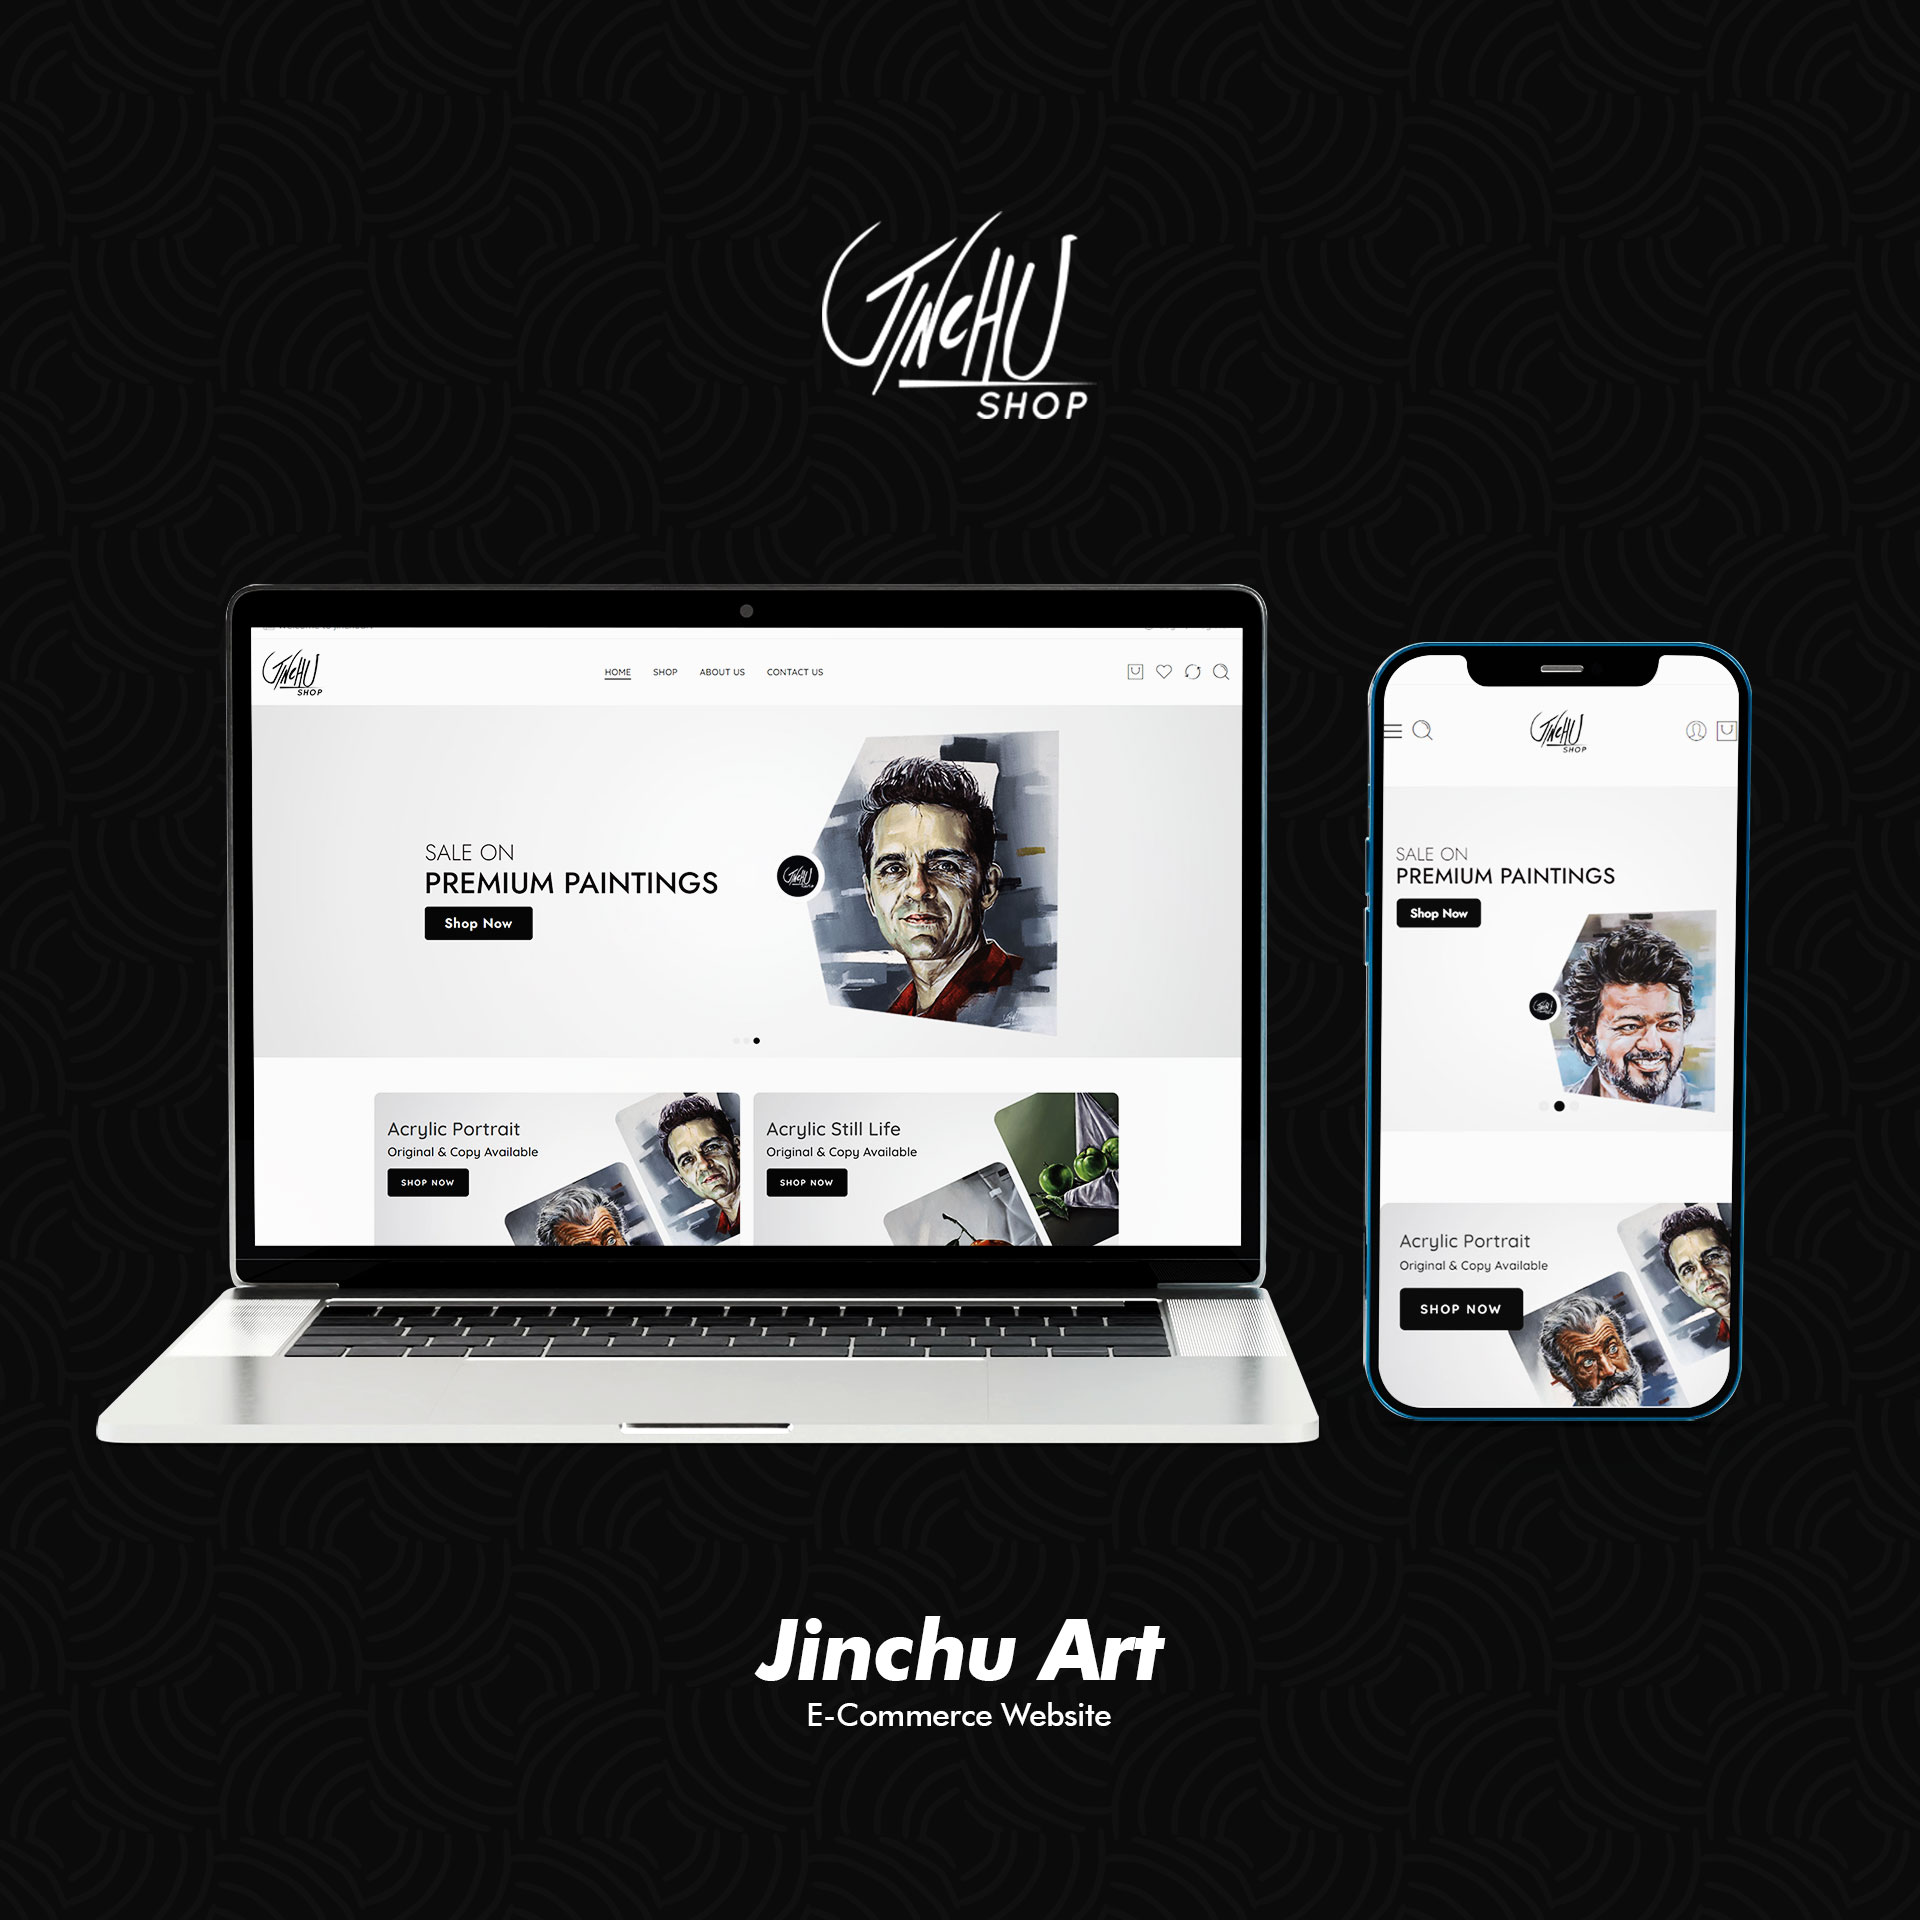 JINCHU
SHOP
JINCHU
SHOP
HOME SHOP ABOUT US CONTACT US
SALE ON
PREMIUM PAINTINGS
Shop Now
JINCHU
Acrylic Portrait
Original & Copy Available
SHOP NOW
Acrylic Still Life
Original & Copy Available
SHOP NOW
JINCHU
SHOP
SALE ON
PREMIUM PAINTINGS
Shop Now
JINCHU
Acrylic Portrait
Original & Copy Available
SHOP NOW
Jinchu Art
E-Commerce Website